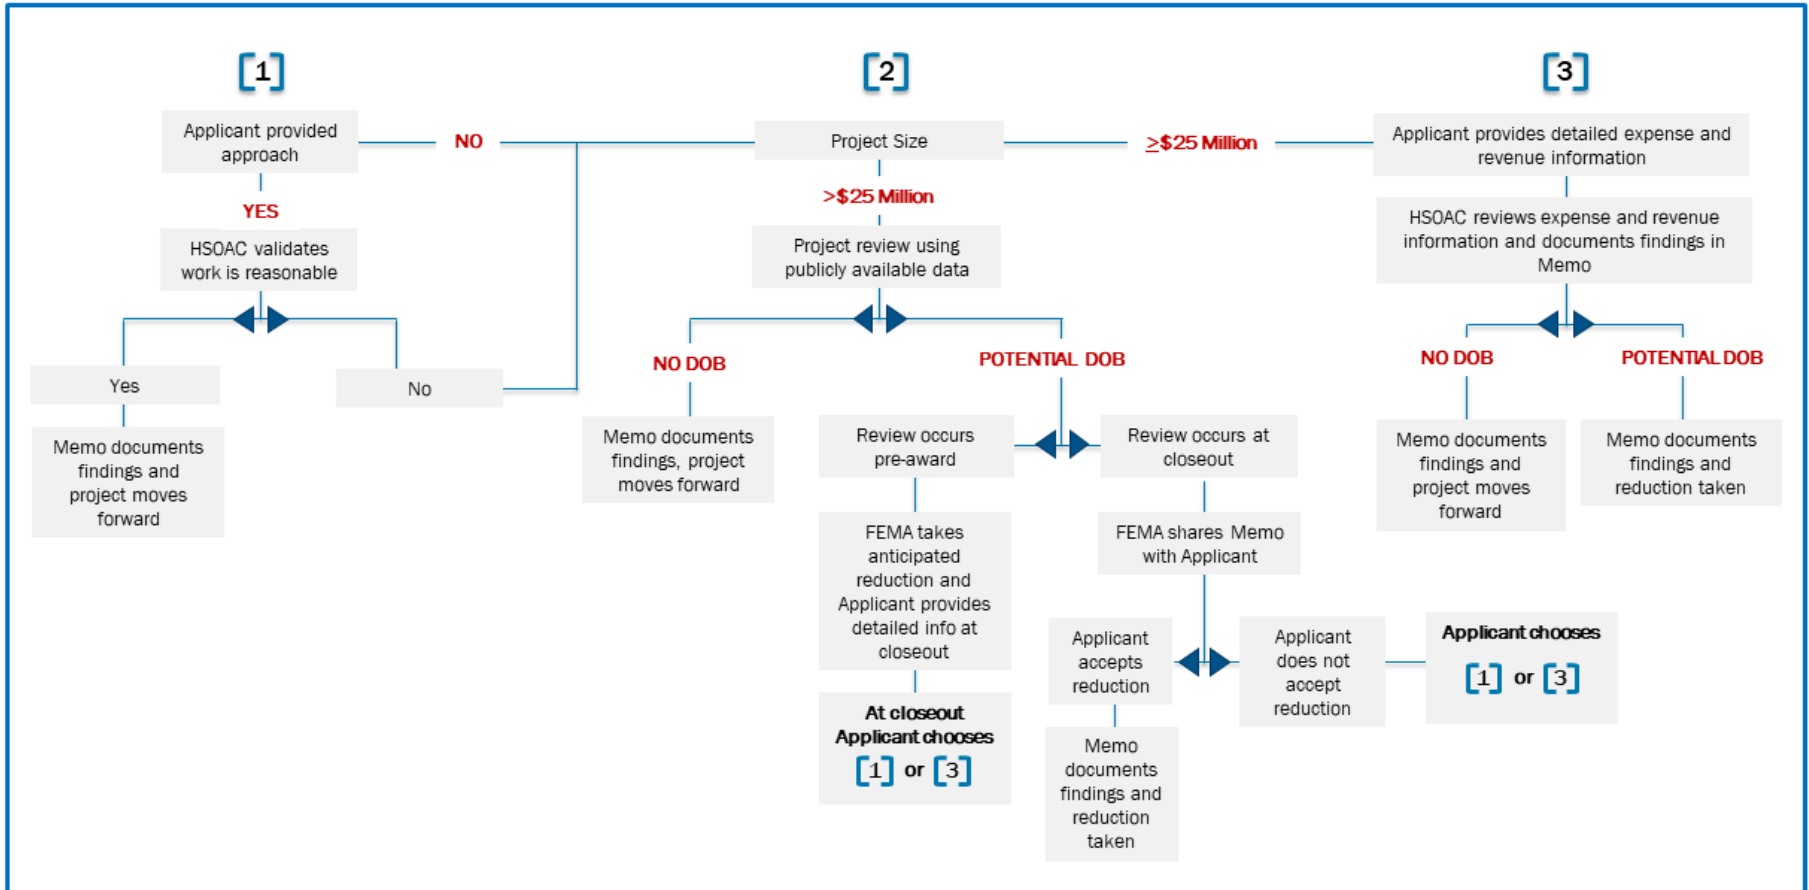 [1]
Applicant provided
approach
NO
YES
HSOAC validates
work is reasonable
Yes
No
Memo documents
findings and
project moves
forward
[2]
Project Size
≥$25 Million
>$25 Million
Project review using
publicly available data
NO DOB
POTENTIAL DOB
Memo documents
findings, project
moves forward
Review occurs
pre-award
Review occurs at
closeout
FEMA takes
anticipated
reduction and
Applicant provides
detailed info at
closeout
At closeout
Applicant chooses
[1] or [3]
FEMA shares Memo
with Applicant
Applicant
accepts
reduction
Applicant
does not
accept
reduction
Applicant chooses
[1] or [3]
Memo
documents
findings and
reduction
taken
[3]
Applicant provides detailed expense and
revenue information
HSOAC reviews expense and revenue
information and documents findings in
Memo
NO DOB
POTENTIAL DOB
Memo documents
findings and
project moves
forward
Memo documents
findings and
reduction taken